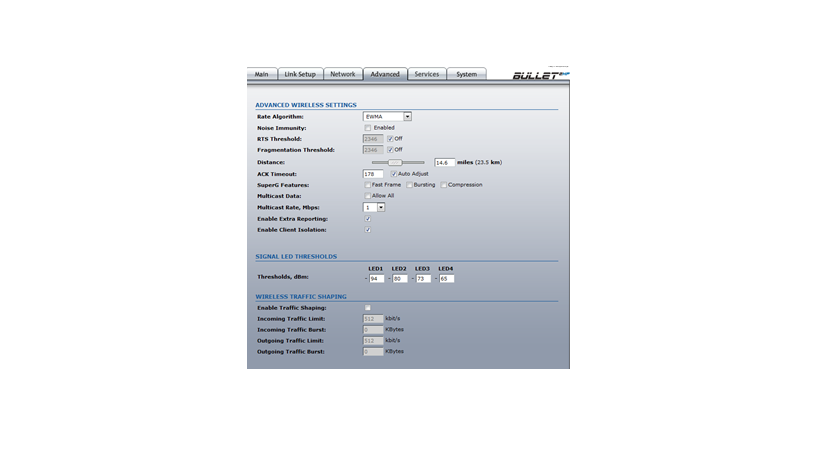 Main Link Setup Network Advanced Services System BULLET
ADVANCED WIRELESS SETTINGS
Rate Algorithm: EWMA
Noise Immunity: Enabled
RTS Threshold: 2346 Off
Fragmentation Threshold: 2346 Off
Distance: 14.6 miles (23.5 km)
ACK Timeout: 178 Auto Adjust
SuperG Features: Fast Frame Bursting Compression
Multicast Data: Allow All
Multicast Rate, Mbps: 1
Enable Extra Reporting:
Enable Client Isolation:
SIGNAL LED THRESHOLDS
LED1 LED2 LED3 LED4
Thresholds, dBm: - 94 - 80 - 73 - 65
WIRELESS TRAFFIC SHAPING
Enable Traffic Shaping:
Incoming Traffic Limit: 512 kbit/s
Incoming Traffic Burst: 0 KBytes
Outgoing Traffic Limit: 512 kbit/s
Outgoing Traffic Burst: 0 KBytes